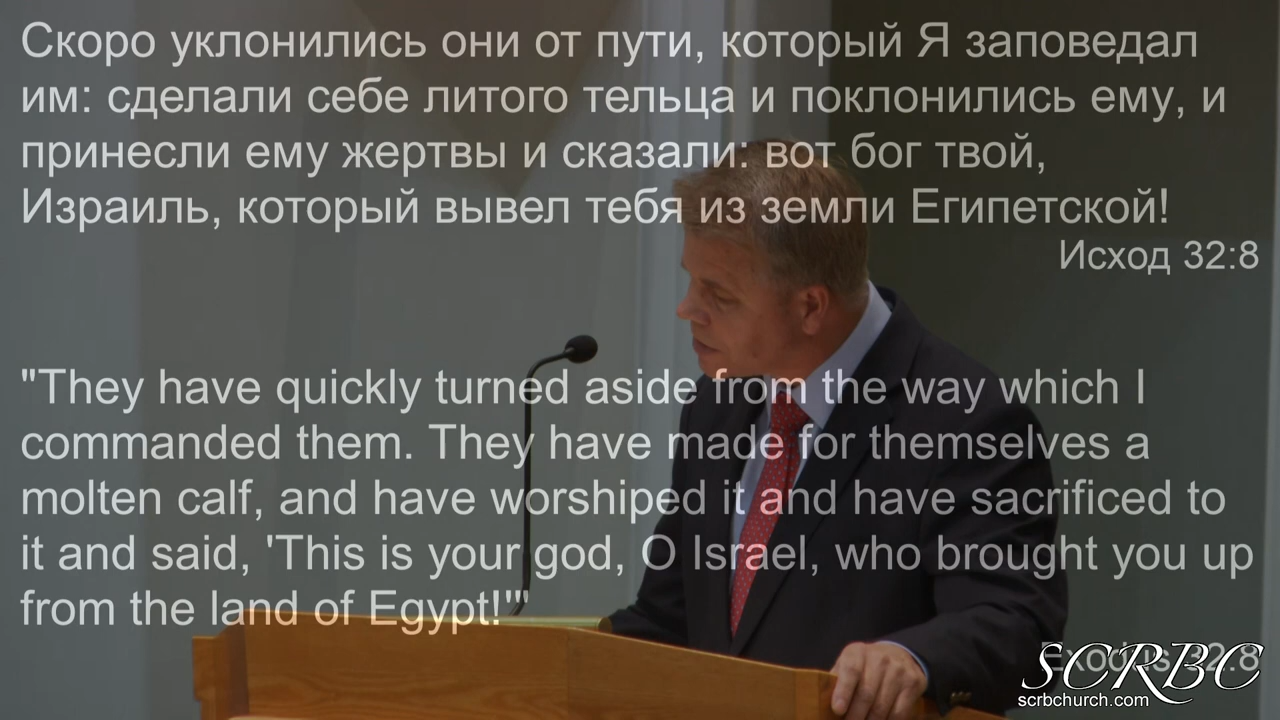 Скоро уклонились они от пути, который Я заповедал
им: сделали себе литого тельца и поклонились ему, и
принесли ему жертвы и сказали: вот бог твой,
Израиль, который вывел тебя из земли Египетской!
Исход 32:8
"They have quickly turned aside from the way which I
commanded them. They have made for themselves a
molten calf, and have worshiped it and have sacrificed to
it and said, 'This is your god, O Israel, who brought you up
from the land of Egypt!'"
Exodus 32:8
SCRBC
scrbchurch.com